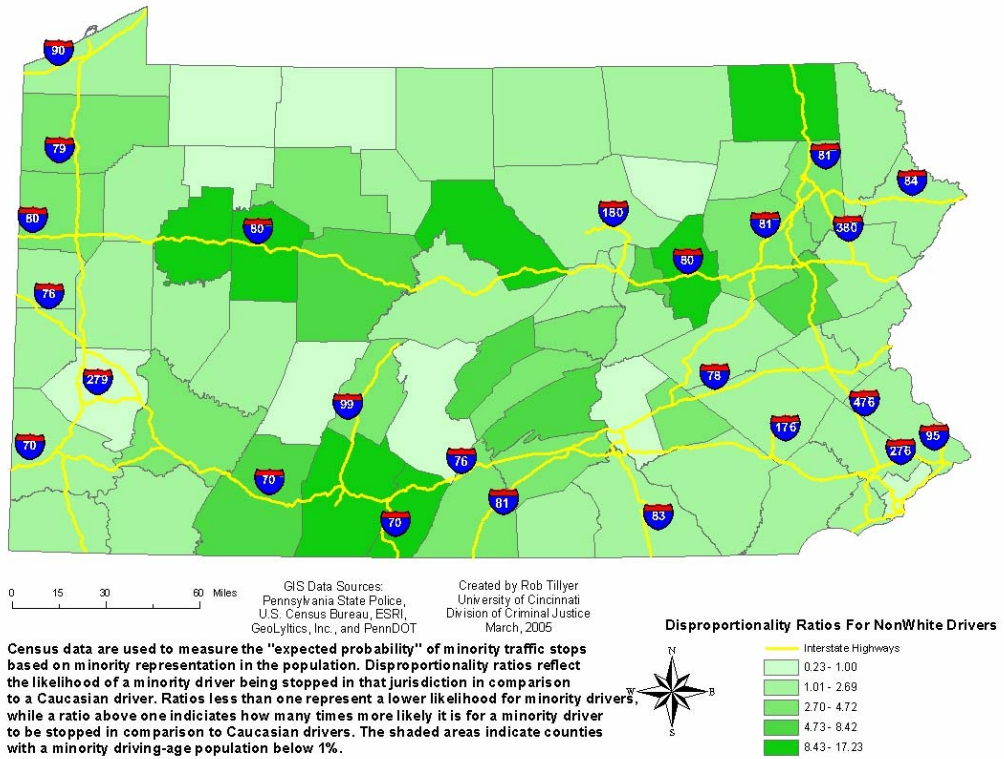 90
79
81
84
80
180
81
380
80
80
76
279
78
99
476
176
70
276
95
76
70
81
83
70
0 15 30 60 Miles
GIS Data Sources:
Pennsylvania State Police,
U.S. Census Bureau, ESRI,
GeoLyltics, Inc., and PennDOT
Created by Rob Tillyer
University of Cincinnati
Division of Criminal Justice
March, 2005
Census data are used to measure the "expected probability" of minority traffic stops
based on minority representation in the population. Disproportionality ratios reflect
the likelihood of a minority driver being stopped in that jurisdiction in comparison
to a Caucasian driver. Ratios less than one represent a lower likelihood for minority drivers,
while a ratio above one indiciates how many times more likely it is for a minority driver
to be stopped in comparison to Caucasian drivers. The shaded areas indicate counties
with a minority driving-age population below 1%.
N
W E
S
Disproportionality Ratios For NonWhite Drivers
Interstate Highways
0.23 - 1.00
1.01 - 2.69
2.70 - 4.72
4.73 - 8.42
8.43 - 17.23